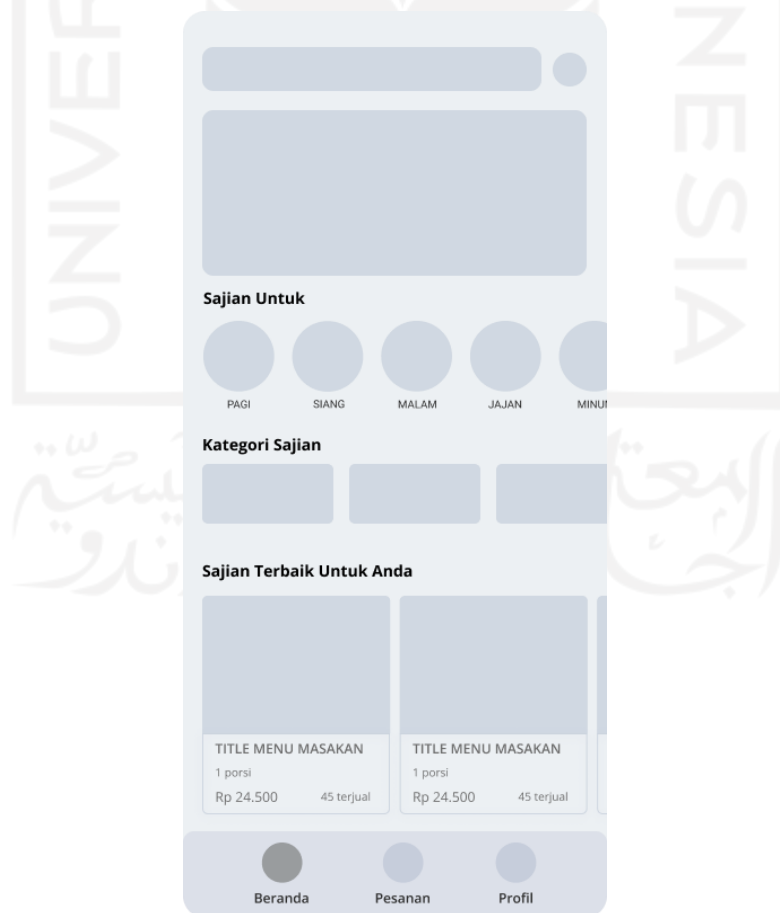 Sajian Untuk
PAGI SIANG MALAM JAJAN
Kategori Sajian
Sajian Terbaik Untuk Anda
TITLE MENU MASAKAN TITLE MENU MASAKAN
1 porsi 1 porsi
Rp 24.500 45 terjual Rp 24.500 45 terjual
Beranda Pesanan Profil